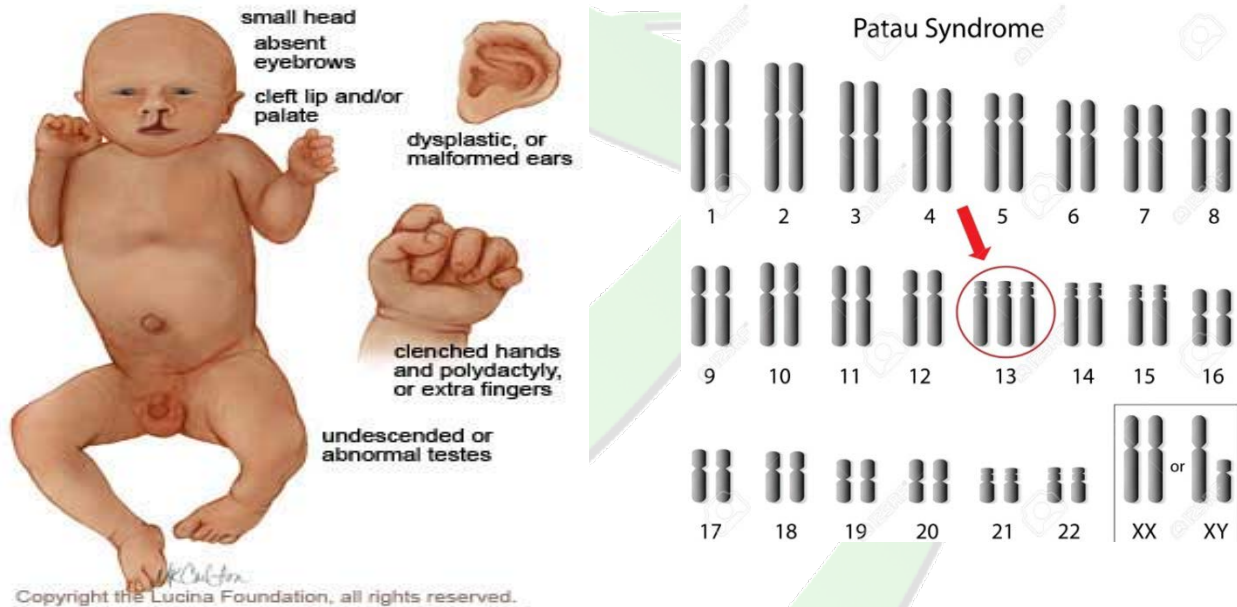 small head
absent
eyebrows
cleft lip and/or
palate
dysplastic, or
malformed ears
clenched hands
and polydactyly,
or extra fingers
undescended or
abnormal testes
Copyright the Lucina Foundation, all rights reserved.
Patau Syndrome
1 2 3 4 5 6 7 8
9 10 11 12 13 14 15 16
or
17 18 19 20 21 22 XX XY